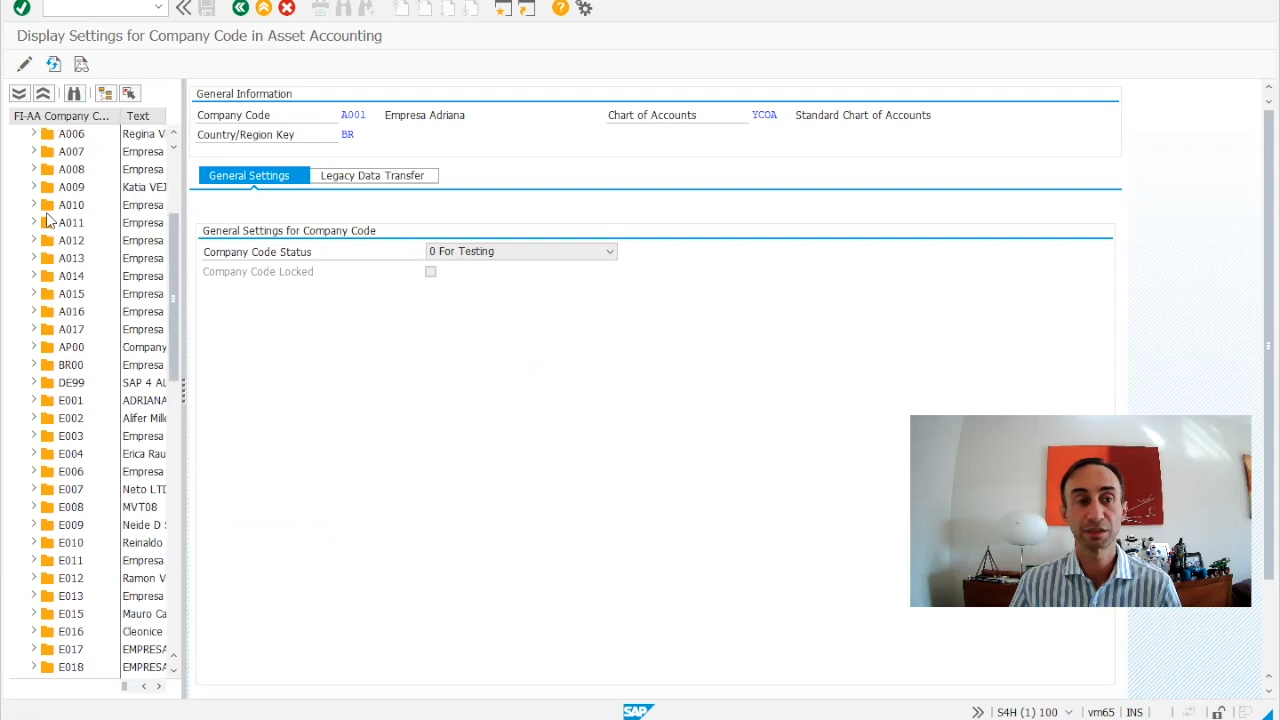 Display Settings for Company Code in Asset Accounting
FI-AA Company C... Text
A006 Regina V
A007 Empresa
A008 Empresa
A009 Katia VEJ
A010 Empresa
A011 Empresa
A012 Empresa
A013 Empresa
A014 Empresa
A015 Empresa
A016 Empresa
A017 Empresa
AP00 Company
BR00 Empresa
DE99 SAP 4 AL
E001 ADRIANA
E002 Alifer Mill
E003 Empresa
E004 Erica Rau
E006 Empresa
E007 Neto LTD
E008 MVT08
E009 Neide D S
E010 Reinaldo
E011 Empresa
E012 Ramon V
E013 Empresa
E015 Mauro Ca
E016 Cleonice
E017 EMPRESA
E018 EMPRESA
General Information
Company Code A001 Empresa Adriana Chart of Accounts YCOA Standard Chart of Accounts
Country/Region Key BR
General Settings Legacy Data Transfer
General Settings for Company Code
Company Code Status 0 For Testing
Company Code Locked
SAP S4H (1) 100 vm65 INS